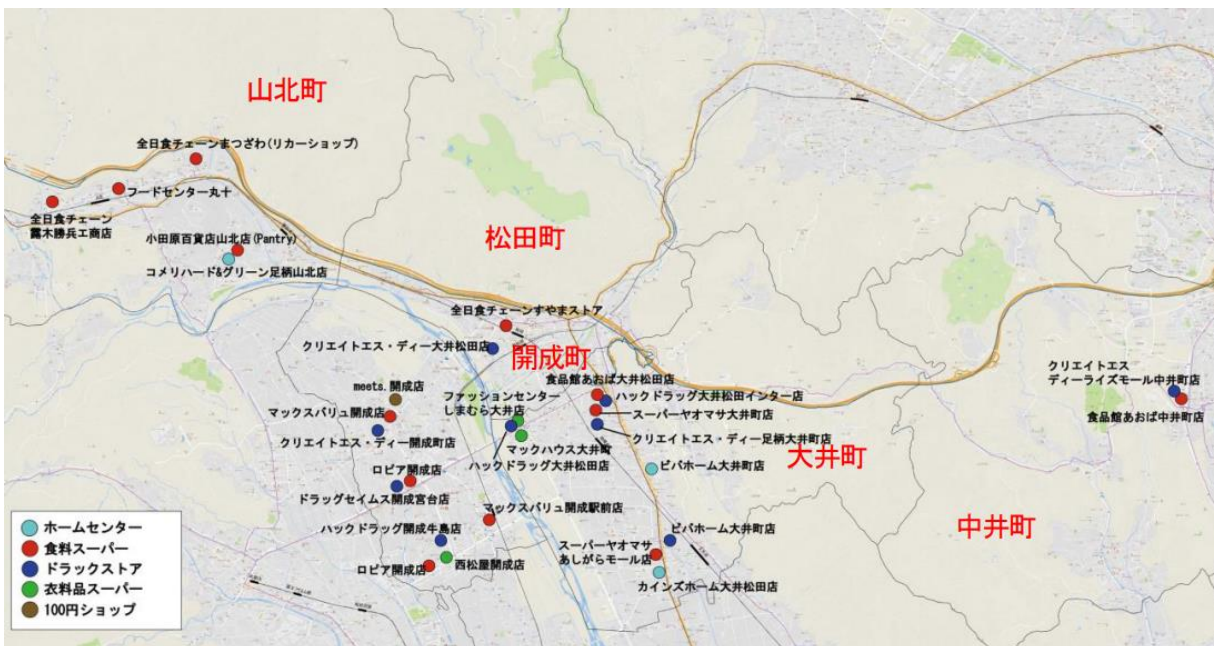 山北町
全日食チェーンまつざわ(リカーショップ)
フードセンター丸十
全日食チェーン
露木勝兵工商店
小田原百貨店山北店(Pantry)
コメリハード&グリーン足柄山北店
松田町
全日食チェーンすやまストア
クリエイトエス・ディー大井松田店
開成町
食品館あおば大井松田店
ハックドラッグ大井松田インター店
スーパーヤオマサ大井町店
クリエイトエス・ディー足柄大井町店
meets.開成店
マックスバリュ開成店
クリエイトエス・ディー開成町店
ファッションセンター
しまむら大井店
マックハウス大井町
ハックドラッグ大井松田店
クリエイトエス
ディーライズモール中井町店
食品館あおば中井町店
大井町
ビバホーム大井町店
ロピア開成店
ドラッグセイムス開成宮台店
マックスバリュ開成駅前店
ハックドラッグ開成牛島店
ロピア開成店
西松屋開成店
ビバホーム大井町店
スーパーヤオマサ
あしがらモール店
カインズホーム大井松田店
中井町
ホームセンター
食料スーパー
ドラックストア
衣料品スーパー
100円ショップ